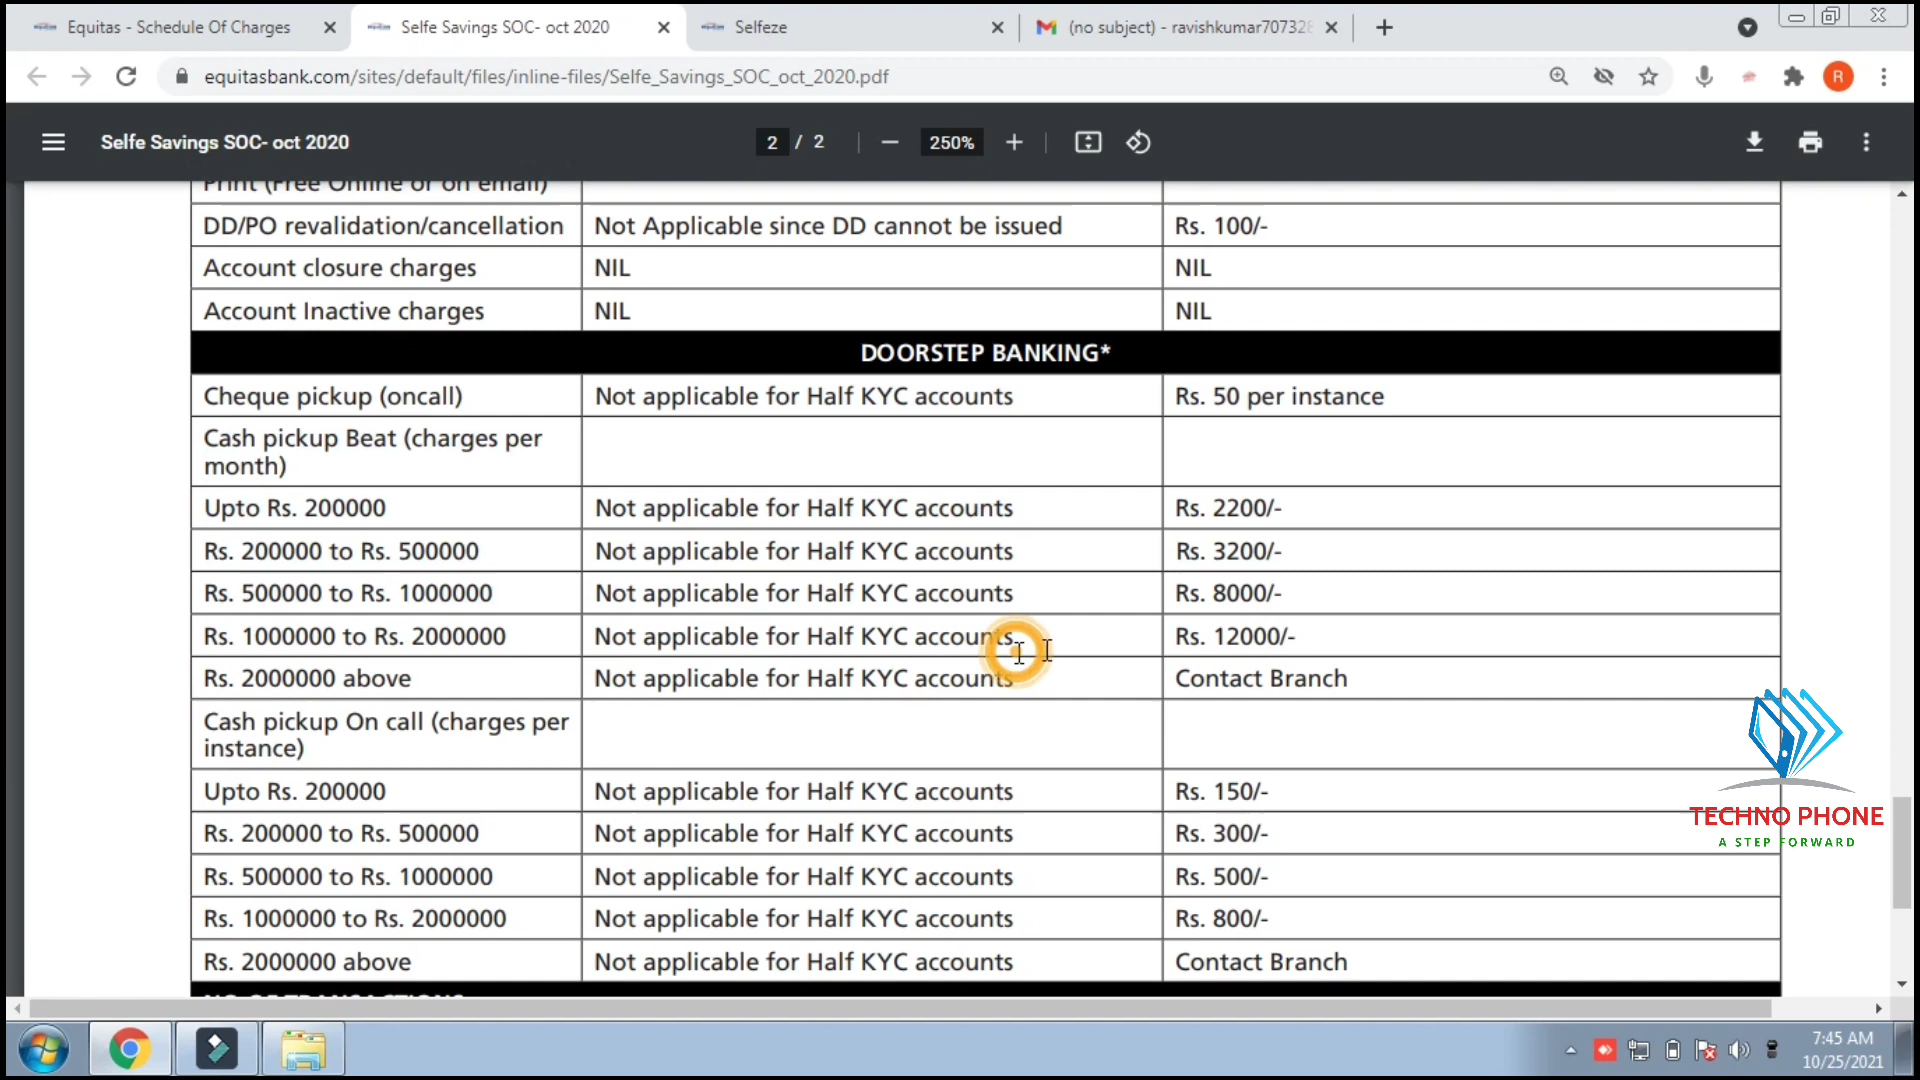 Equitas - Schedule Of Charges
Selfe Savings SOC- oct 2020
Selfeze
(no subject) - ravishkumar707328
equitasbank.com/sites/default/files/inline-files/Selfe_Savings_SOC_oct_2020.pdf
R
Selfe Savings SOC- oct 2020
2 / 2
250%
Print (Free Online or on email)
DD/PO revalidation/cancellation Not Applicable since DD cannot be issued Rs. 100/-
Account closure charges NIL NIL
Account Inactive charges NIL NIL
DOORSTEP BANKING*
Cheque pickup (oncall) Not applicable for Half KYC accounts Rs. 50 per instance
Cash pickup Beat (charges per
month)
Upto Rs. 200000 Not applicable for Half KYC accounts Rs. 2200/-
Rs. 200000 to Rs. 500000 Not applicable for Half KYC accounts Rs. 3200/-
Rs. 500000 to Rs. 1000000 Not applicable for Half KYC accounts Rs. 8000/-
Rs. 1000000 to Rs. 2000000 Not applicable for Half KYC accounts Rs. 12000/-
Rs. 2000000 above Not applicable for Half KYC accounts Contact Branch
Cash pickup On call (charges per
instance)
Upto Rs. 200000 Not applicable for Half KYC accounts Rs. 150/-
Rs. 200000 to Rs. 500000 Not applicable for Half KYC accounts Rs. 300/-
Rs. 500000 to Rs. 1000000 Not applicable for Half KYC accounts Rs. 500/-
Rs. 1000000 to Rs. 2000000 Not applicable for Half KYC accounts Rs. 800/-
Rs. 2000000 above Not applicable for Half KYC accounts Contact Branch
NO OF TRANSACTIONS
TECHNO PHONE
A STEP FORWARD
7:45 AM
10/25/2021